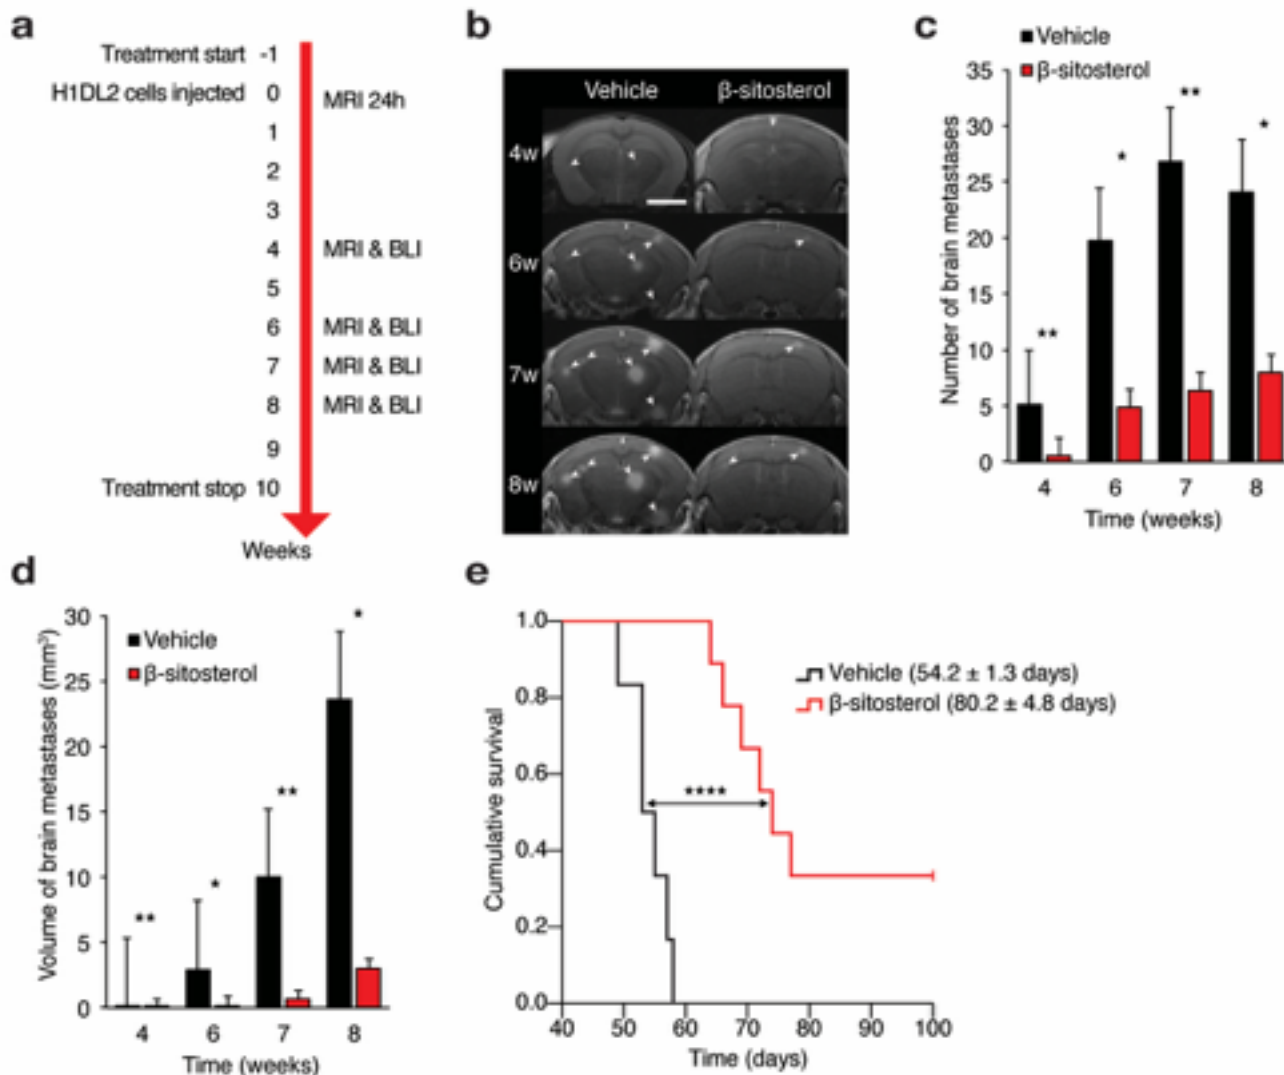 a
Treatment start -1
H1DL2 cells injected 0
MRI 24h
1
2
3
4 MRI & BLI
5
6 MRI & BLI
7 MRI & BLI
8 MRI & BLI
9
Treatment stop 10
Weeks
b
Vehicle β-sitosterol
4w
6w
7w
8w
c
Vehicle
β-sitosterol
Number of brain metastases
35
30
25
20
15
10
5
0
**
*
**
*
4 6 7 8
Time (weeks)
d
Vehicle
β-sitosterol
Volume of brain metastases (mm³)
30
25
20
15
10
5
0
**
*
**
*
4 6 7 8
Time (weeks)
e
Vehicle (54.2 ± 1.3 days)
β-sitosterol (80.2 ± 4.8 days)
Cumulative survival
1.0
0.8
0.6
0.4
0.2
0.0
****
40 50 60 70 80 90 100
Time (days)